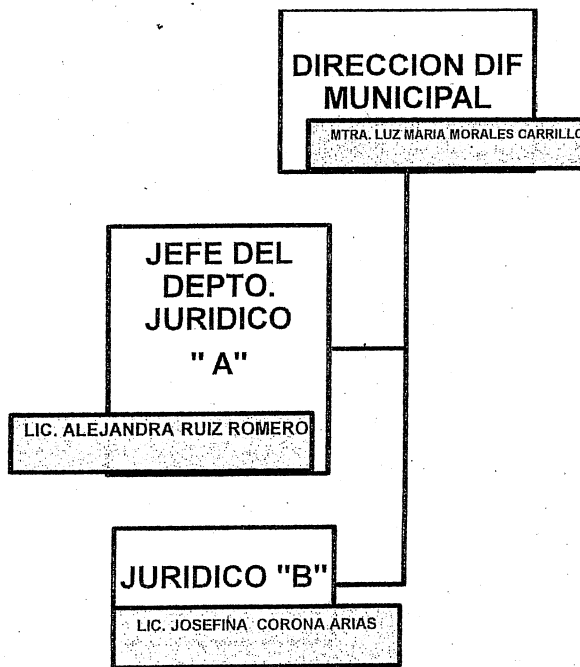 DIRECCION DIF
MUNICIPAL
MTRA. LUZ MARIA MORALES CARRILLO
JEFE DEL
DEPTO.
JURIDICO
" A"
LIC. ALEJANDRA RUIZ ROMERO
JURIDICO "B"
LIC. JOSEFINA CORONA ARIAS